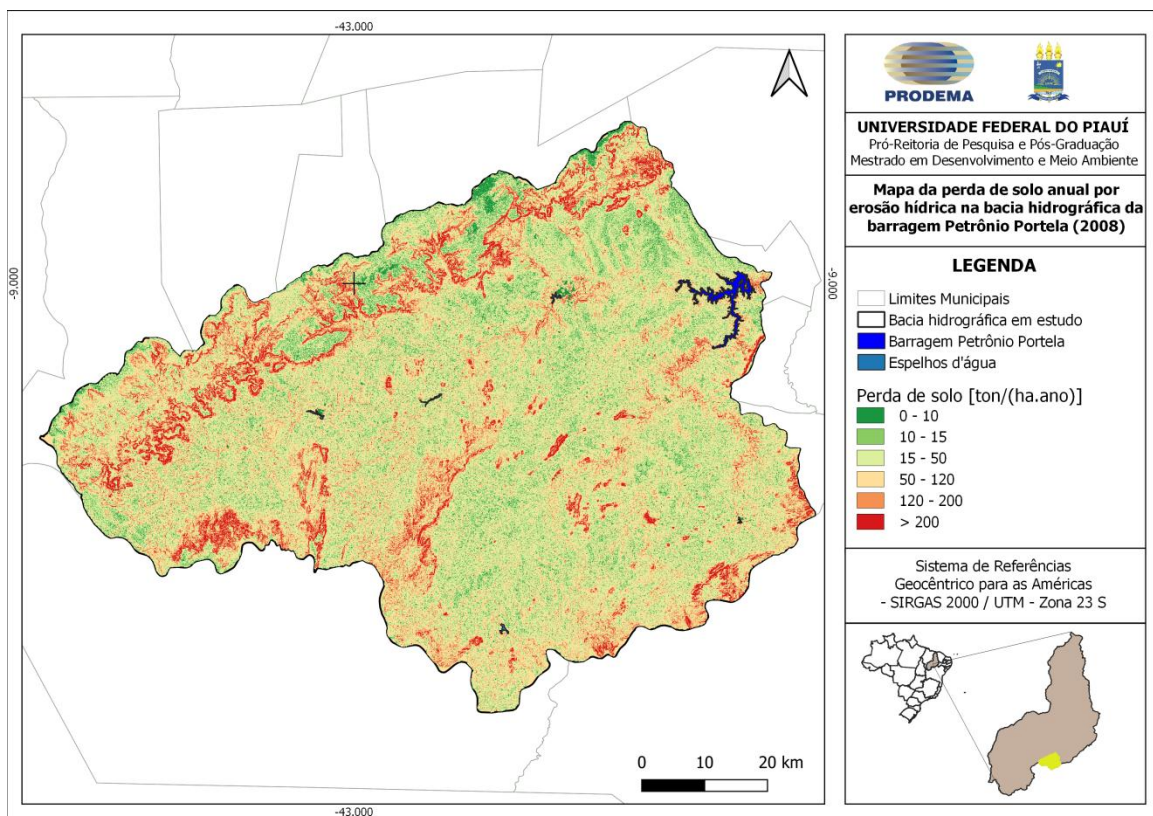 -43.000
-9.000
-9.000
0 10 20 km
-43.000
PRODEMA
UNIVERSIDADE FEDERAL DO PIAUÍ
Pró-Reitoria de Pesquisa e Pós-Graduação
Mestrado em Desenvolvimento e Meio Ambiente
Mapa da perda de solo anual por
erosão hídrica na bacia hidrográfica da
barragem Petrônio Portela (2008)
LEGENDA
Limites Municipais
Bacia hidrográfica em estudo
Barragem Petrônio Portela
Espelhos d'água
Perda de solo [ton/(ha.ano)]
0 - 10
10 - 15
15 - 50
50 - 120
120 - 200
> 200
Sistema de Referências
Geocêntrico para as Américas
- SIRGAS 2000 / UTM - Zona 23 S